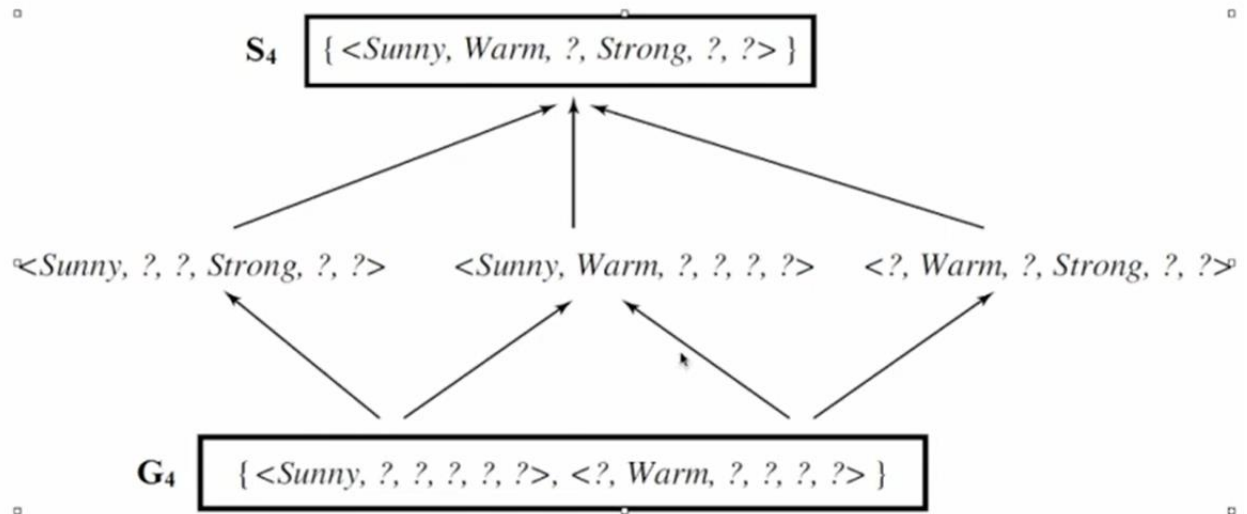 S₄ { <Sunny, Warm, ?, Strong, ?, ?> }
<Sunny, ?, ?, Strong, ?, ?> <Sunny, Warm, ?, ?, ?, ?> <?, Warm, ?, Strong, ?, ?>
G₄ { <Sunny, ?, ?, ?, ?, ?>, <?, Warm, ?, ?, ?, ?> }